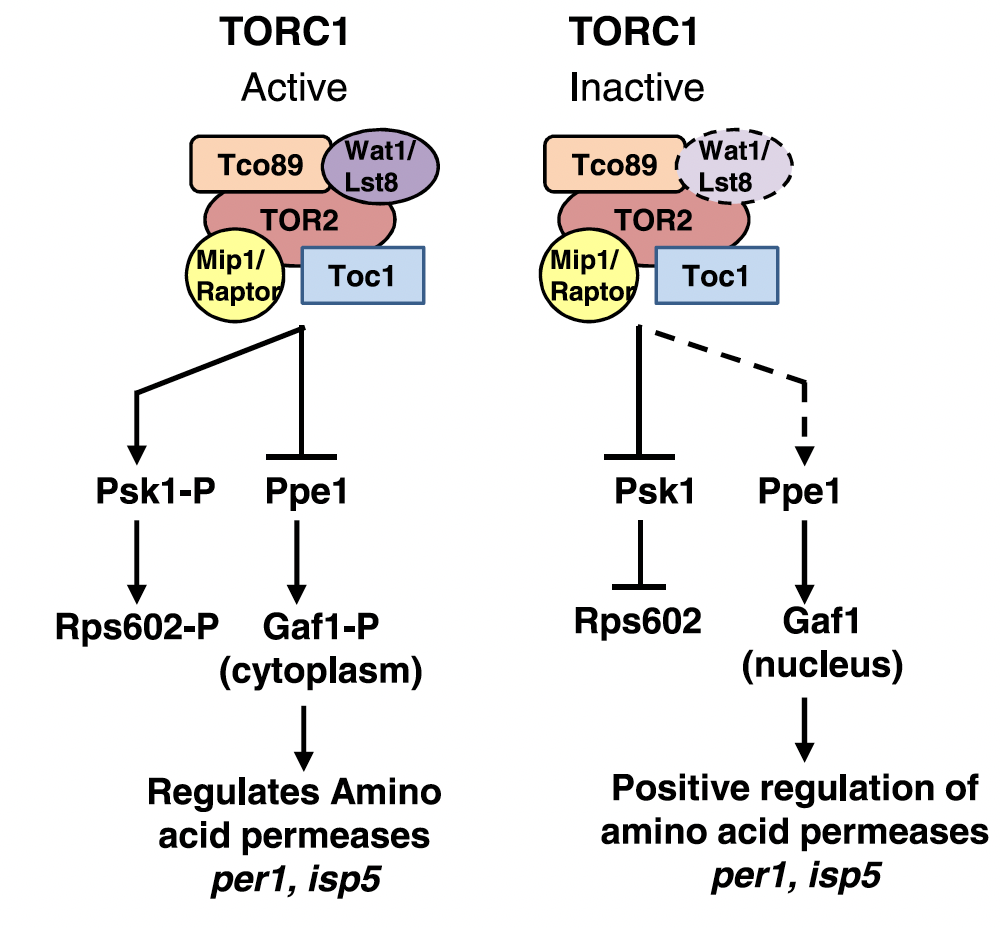 TORC1
Active
Tco89
Wat1/
Lst8
TOR2
Mip1/
Raptor
Toc1
Psk1-P
Ppe1
Rps602-P
Gaf1-P
(cytoplasm)
Regulates Amino
acid permeases
per1, isp5
TORC1
Inactive
Tco89
Wat1/
Lst8
TOR2
Mip1/
Raptor
Toc1
Psk1
Ppe1
Rps602
Gaf1
(nucleus)
Positive regulation of
amino acid permeases
per1, isp5